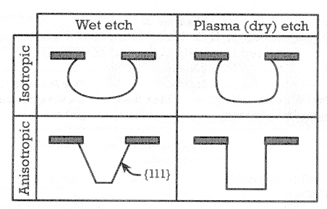 Wet etch
Plasma (dry) etch
Isotropic
Anisotropic
{111}